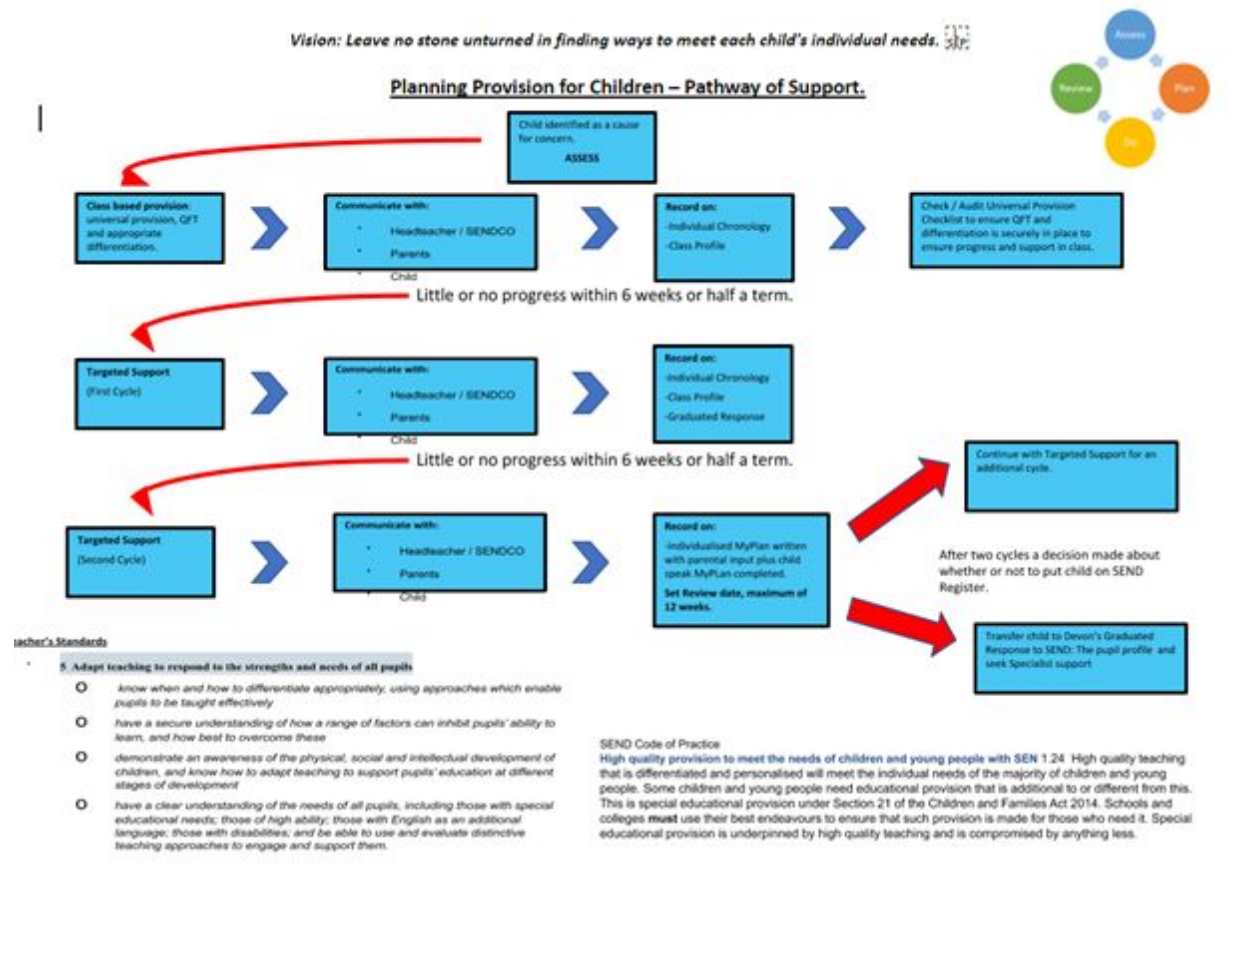 Vision: Leave no stone unturned in finding ways to meet each child's individual needs.
Planning Provision for Children – Pathway of Support.
Assess
Review
Plan
Do
Child identified as a cause
for concern.
ASSESS
Class based provision:
universal provision, QFT
and appropriate
differentiation.
Communicate with:
Headteacher / SENDCO
Parents
Child
Record on:
-Individual Chronology
-Class Profile
Check / Audit Universal Provision
Checklist to ensure QFT and
differentiation is securely in place to
ensure progress and support in class.
Little or no progress within 6 weeks or half a term.
Targeted Support
(First Cycle)
Communicate with:
Headteacher / SENDCO
Parents
Child
Record on:
-Individual Chronology
-Class Profile
-Graduated Response
Little or no progress within 6 weeks or half a term.
Targeted Support
(Second Cycle)
Communicate with:
Headteacher / SENDCO
Parents
Child
Record on:
-individualised MyPlan written
with parental input plus child
speak MyPLan completed.
Set Review date, maximum of
12 weeks.
Continue with Targeted Support for an
additional cycle.
After two cycles a decision made about
whether or not to put child on SEND
Register.
Transfer child to Devon's Graduated
Response to SEND: The pupil profile and
seek Specialist support
eacher's Standards
5 Adapt teaching to respond to the strengths and needs of all pupils
O know when and how to differentiate appropriately, using approaches which enable
pupils to be taught effectively
O have a secure understanding of how a range of factors can inhibit pupils' ability to
learn, and how best to overcome these
O demonstrate an awareness of the physical, social and intellectual development of
children, and know how to adapt teaching to support pupils' education at different
stages of development
O have a clear understanding of the needs of all pupils, including those with special
educational needs; those of high ability; those with English as an additional
language; those with disabilities; and be able to use and evaluate distinctive
teaching approaches to engage and support them.
SEND Code of Practice
High quality provision to meet the needs of children and young people with SEN 1.24 High quality teaching
that is differentiated and personalised will meet the individual needs of the majority of children and young
people. Some children and young people need educational provision that is additional to or different from this.
This is special educational provision under Section 21 of the Children and Families Act 2014. Schools and
colleges must use their best endeavours to ensure that such provision is made for those who need it. Special
educational provision is underpinned by high quality teaching and is compromised by anything less.